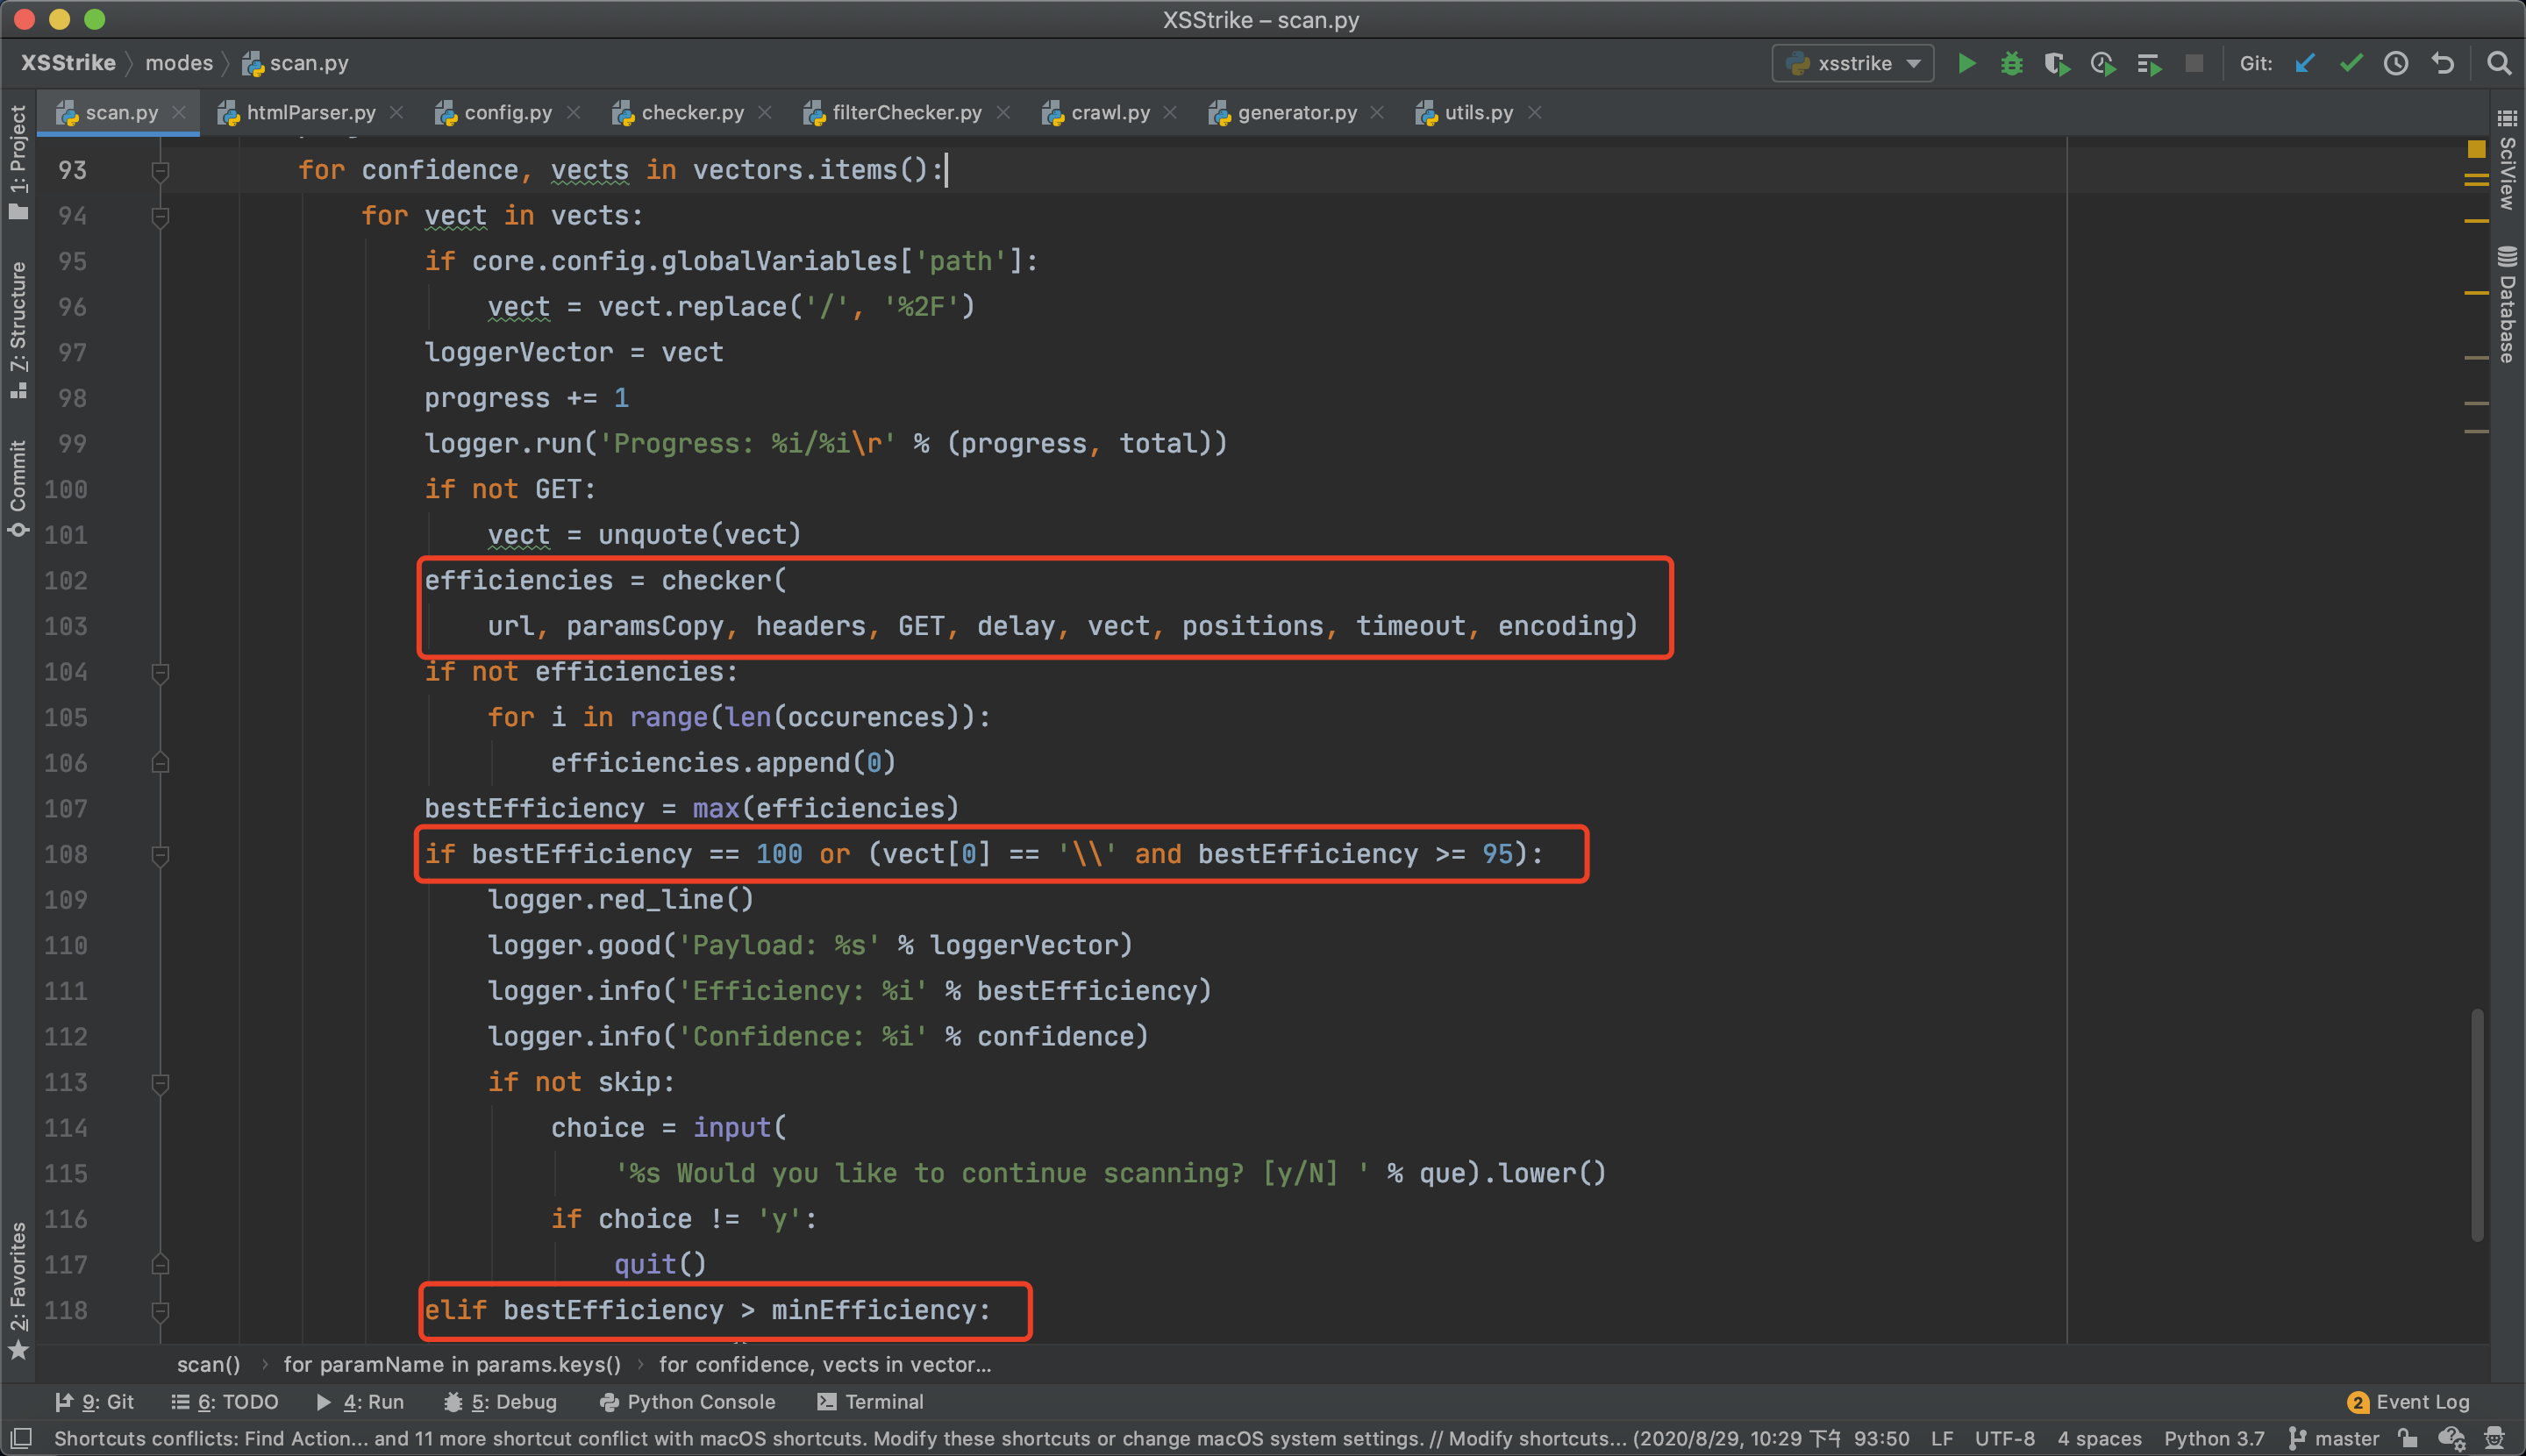 XSStrike – scan.py
XSStrike modes scan.py xsstrike Git:
scan.py htmlParser.py config.py checker.py filterChecker.py crawl.py generator.py utils.py
1: Project
Z: Structure
Commit
2: Favorites
SciView
Database
93 for confidence, vects in vectors.items():
94 for vect in vects:
95 if core.config.globalVariables['path']:
96 vect = vect.replace('/', '%2F')
97 loggerVector = vect
98 progress += 1
99 logger.run('Progress: %i/%i\r' % (progress, total))
100 if not GET:
101 vect = unquote(vect)
102 efficiencies = checker(
103 url, paramsCopy, headers, GET, delay, vect, positions, timeout, encoding)
104 if not efficiencies:
105 for i in range(len(occurences)):
106 efficiencies.append(0)
107 bestEfficiency = max(efficiencies)
108 if bestEfficiency == 100 or (vect[0] == '\\' and bestEfficiency >= 95):
109 logger.red_line()
110 logger.good('Payload: %s' % loggerVector)
111 logger.info('Efficiency: %i' % bestEfficiency)
112 logger.info('Confidence: %i' % confidence)
113 if not skip:
114 choice = input(
115 '%s Would you like to continue scanning? [y/N] ' % que).lower()
116 if choice != 'y':
117 quit()
118 elif bestEfficiency > minEfficiency:
scan() › for paramName in params.keys() › for confidence, vects in vector...
9: Git 6: TODO 4: Run 5: Debug Python Console Terminal 2 Event Log
Shortcuts conflicts: Find Action... and 11 more shortcut conflict with macOS shortcuts. Modify these shortcuts or change macOS system settings. // Modify shortcuts... (2020/8/29, 10:29 下午 93:50 LF UTF-8 4 spaces Python 3.7 master